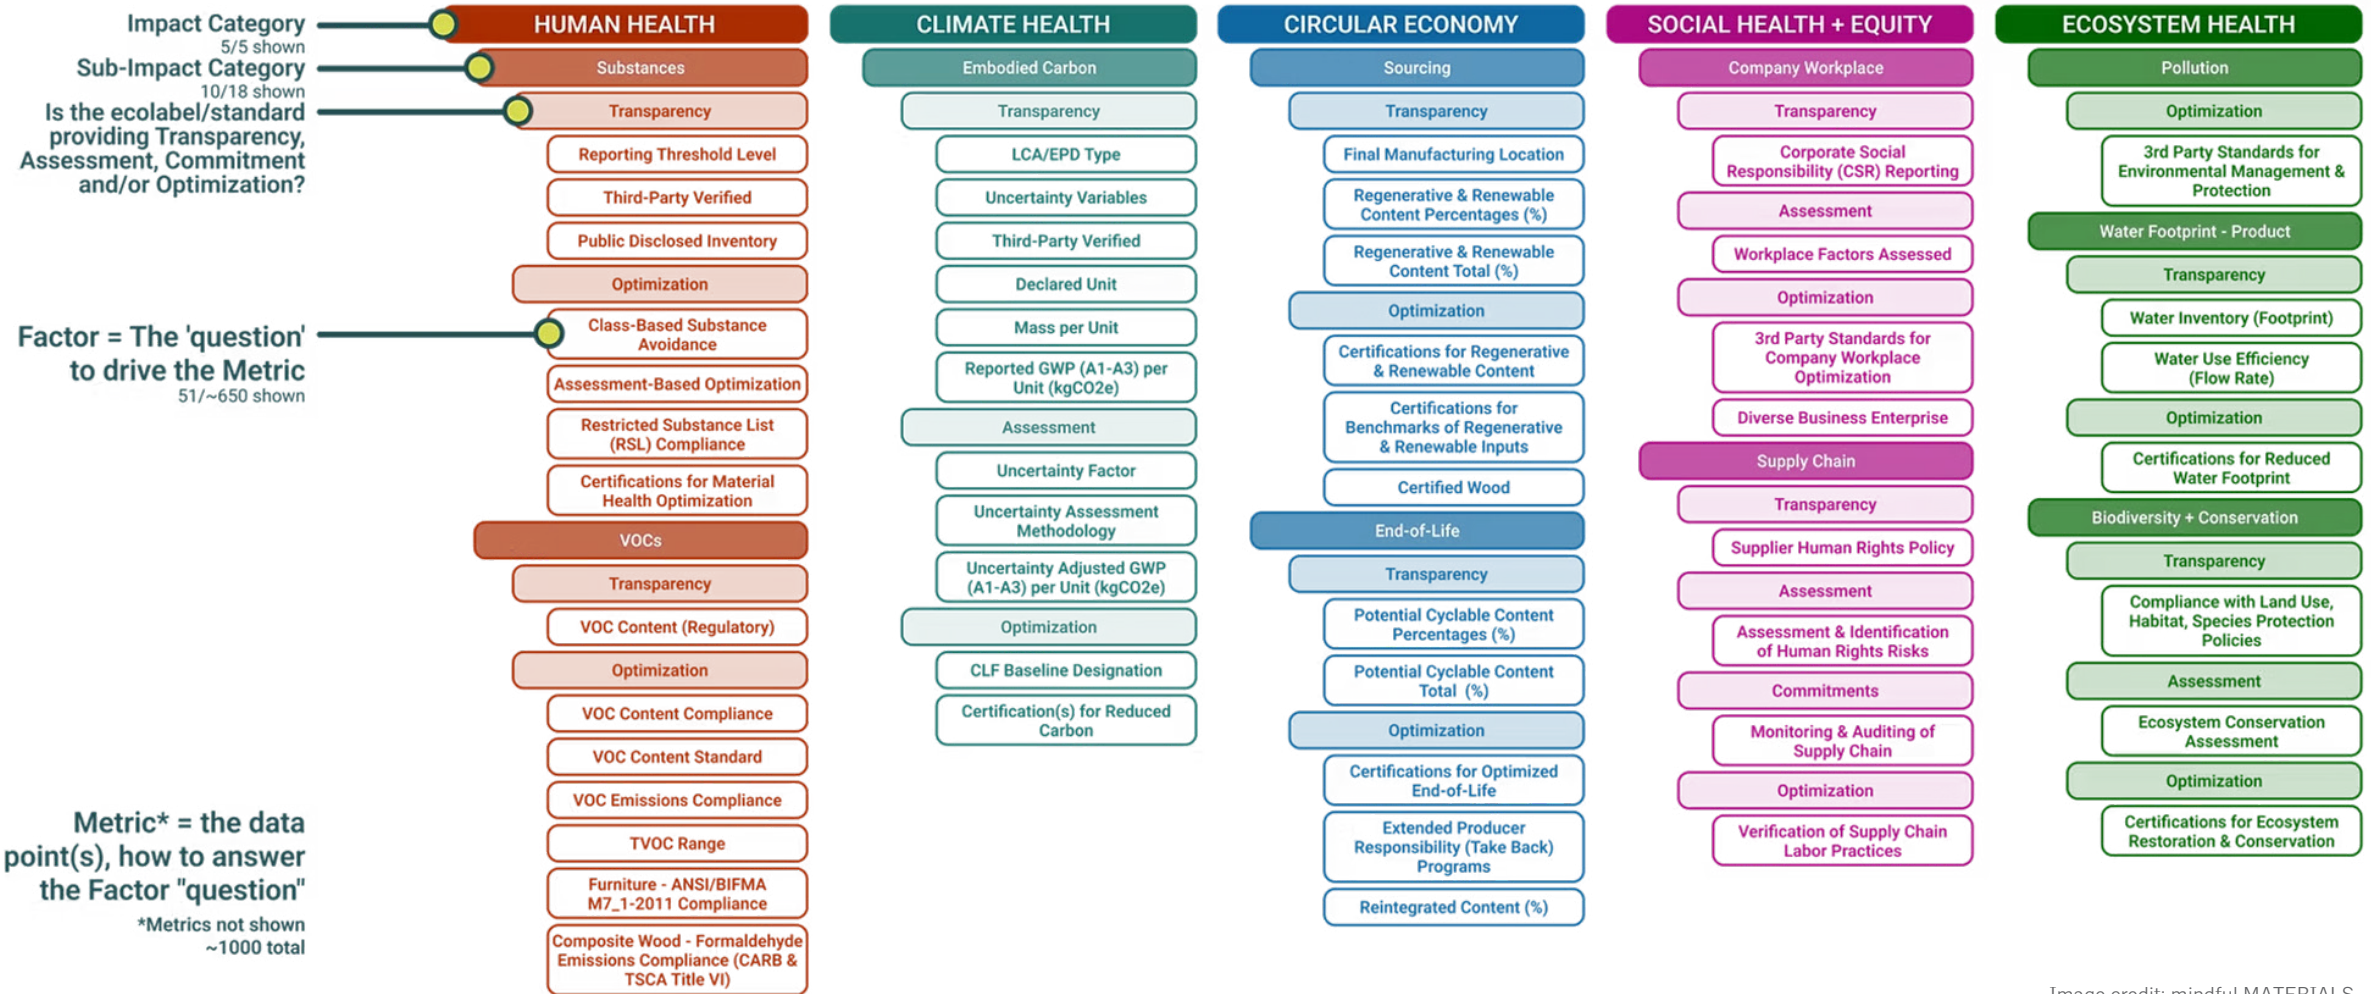 Impact Category
5/5 shown
Sub-Impact Category
10/18 shown
Is the ecolabel/standard
providing Transparency,
Assessment, Commitment
and/or Optimization?
Factor = The 'question'
to drive the Metric
51/~650 shown
Metric* = the data
point(s), how to answer
the Factor "question"
*Metrics not shown
~1000 total
HUMAN HEALTH
Substances
Transparency
Reporting Threshold Level
Third-Party Verified
Public Disclosed Inventory
Optimization
Class-Based Substance
Avoidance
Assessment-Based Optimization
Restricted Substance List
(RSL) Compliance
Certifications for Material
Health Optimization
VOCs
Transparency
VOC Content (Regulatory)
Optimization
VOC Content Compliance
VOC Content Standard
VOC Emissions Compliance
TVOC Range
Furniture - ANSI/BIFMA
M7_1-2011 Compliance
Composite Wood - Formaldehyde
Emissions Compliance (CARB &
TSCA Title VI)
CLIMATE HEALTH
Embodied Carbon
Transparency
LCA/EPD Type
Uncertainty Variables
Third-Party Verified
Declared Unit
Mass per Unit
Reported GWP (A1-A3) per
Unit (kgCO2e)
Assessment
Uncertainty Factor
Uncertainty Assessment
Methodology
Uncertainty Adjusted GWP
(A1-A3) per Unit (kgCO2e)
Optimization
CLF Baseline Designation
Certification(s) for Reduced
Carbon
CIRCULAR ECONOMY
Sourcing
Transparency
Final Manufacturing Location
Regenerative & Renewable
Content Percentages (%)
Regenerative & Renewable
Content Total (%)
Optimization
Certifications for Regenerative
& Renewable Content
Certifications for
Benchmarks of Regenerative
& Renewable Inputs
Certified Wood
End-of-Life
Transparency
Potential Cyclable Content
Percentages (%)
Potential Cyclable Content
Total (%)
Optimization
Certifications for Optimized
End-of-Life
Extended Producer
Responsibility (Take Back)
Programs
Reintegrated Content (%)
SOCIAL HEALTH + EQUITY
Company Workplace
Transparency
Corporate Social
Responsibility (CSR) Reporting
Assessment
Workplace Factors Assessed
Optimization
3rd Party Standards for
Company Workplace
Optimization
Diverse Business Enterprise
Supply Chain
Transparency
Supplier Human Rights Policy
Assessment
Assessment & Identification
of Human Rights Risks
Commitments
Monitoring & Auditing of
Supply Chain
Optimization
Verification of Supply Chain
Labor Practices
ECOSYSTEM HEALTH
Pollution
Optimization
3rd Party Standards for
Environmental Management &
Protection
Water Footprint - Product
Transparency
Water Inventory (Footprint)
Water Use Efficiency
(Flow Rate)
Optimization
Certifications for Reduced
Water Footprint
Biodiversity + Conservation
Transparency
Compliance with Land Use,
Habitat, Species Protection
Policies
Assessment
Ecosystem Conservation
Assessment
Optimization
Certifications for Ecosystem
Restoration & Conservation
Image credit: mindful MATERIALS